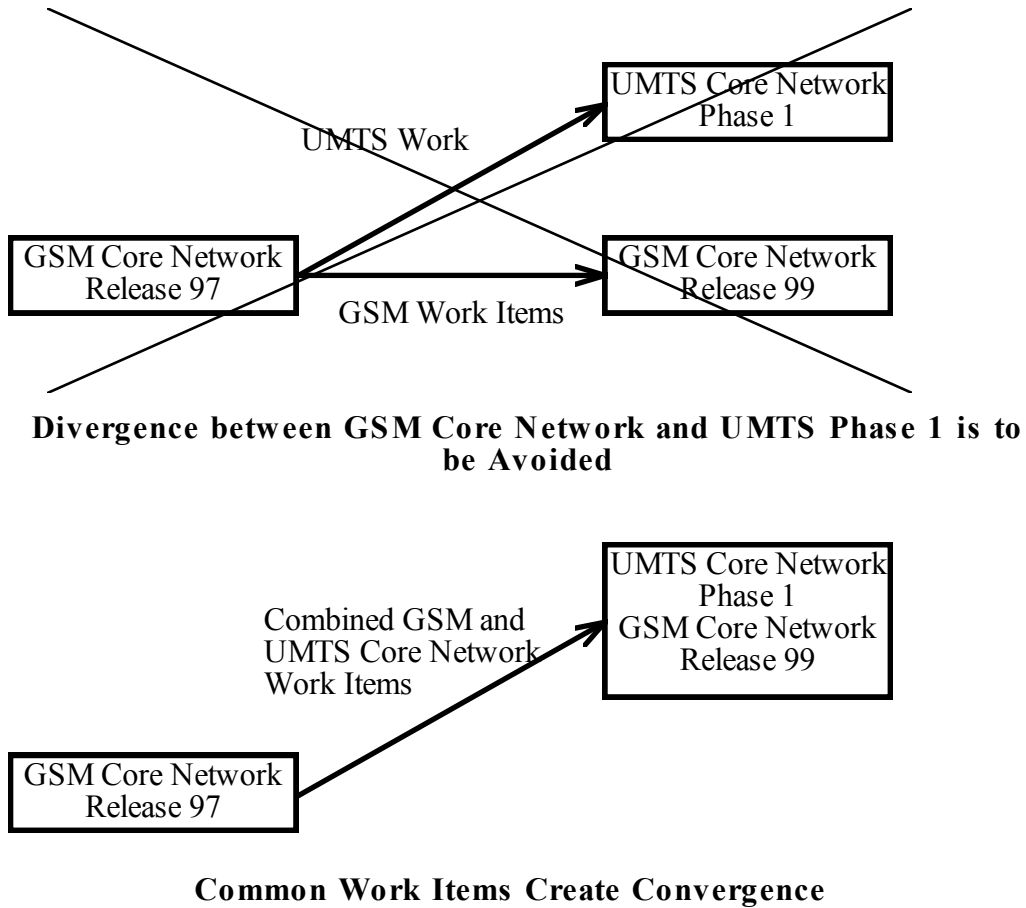 UMTS Core Network
Phase 1
UMTS Work
GSM Core Network
Release 97
GSM Core Network
Release 99
GSM Work Items
Divergence between GSM Core Network and UMTS Phase 1 is to
be Avoided
UMTS Core Network
Phase 1
GSM Core Network
Release 99
Combined GSM and
UMTS Core Network
Work Items
GSM Core Network
Release 97
Common Work Items Create Convergence